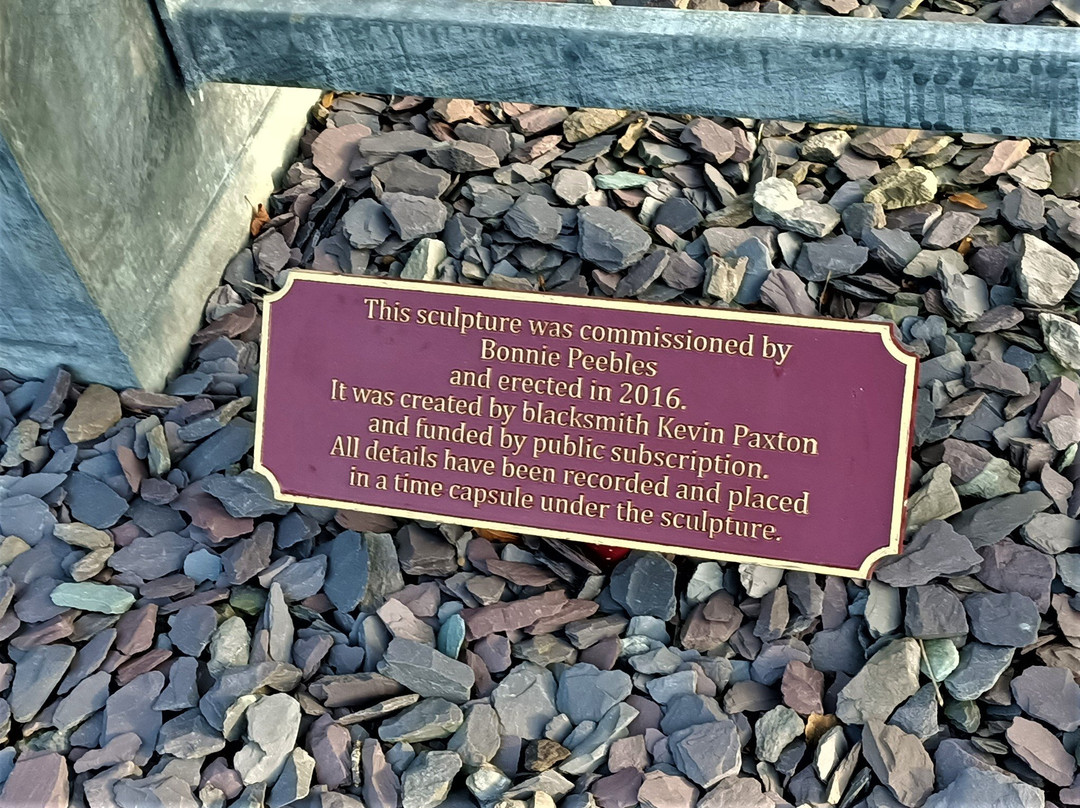 This sculpture was commissioned by
Bonnie Peebles
and erected in 2016.
It was created by blacksmith Kevin Paxton
and funded by public subscription.
All details have been recorded and placed
in a time capsule under the sculpture.